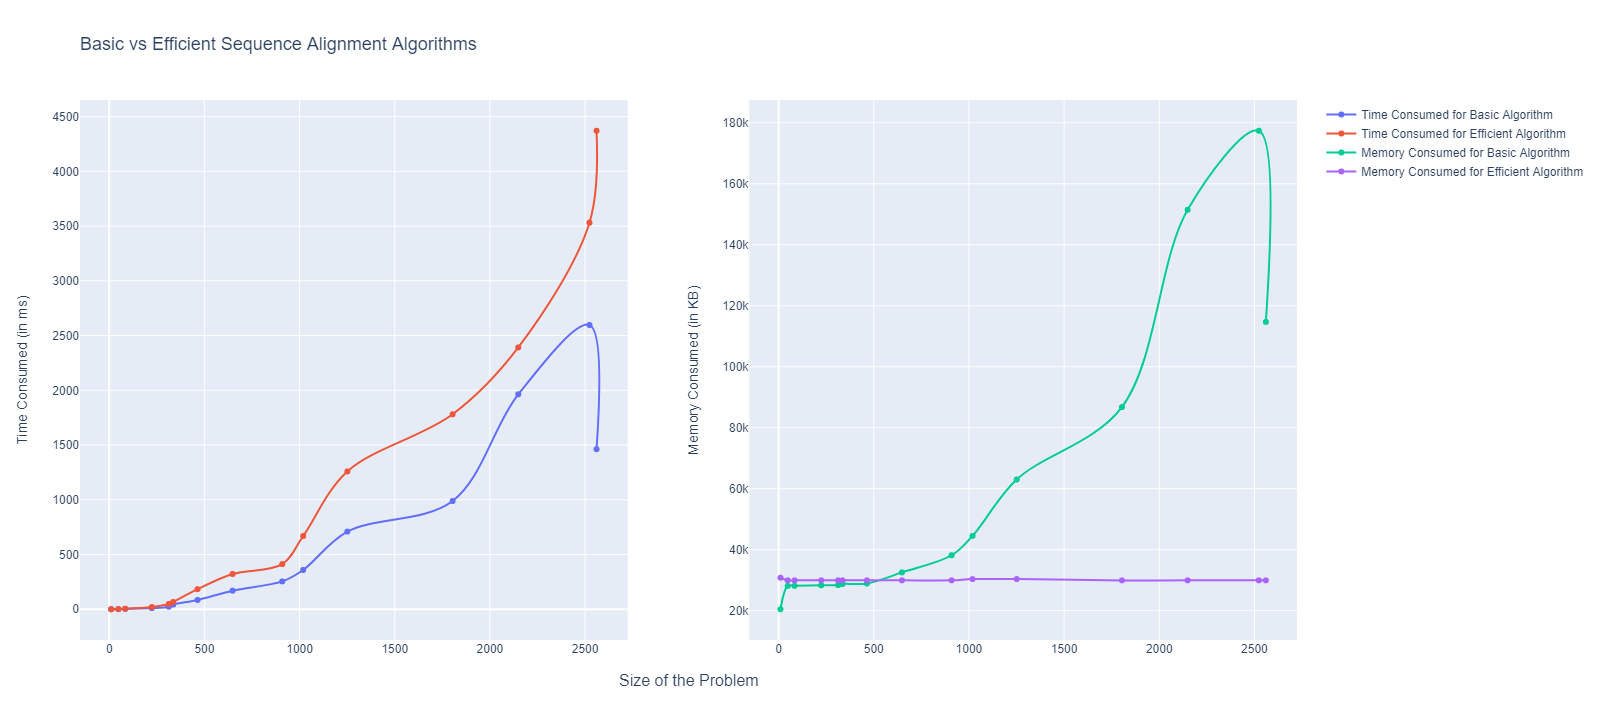 Basic vs Efficient Sequence Alignment Algorithms
Time Consumed (in ms)
4500
4000
3500
3000
2500
2000
1500
1000
500
0
0 500 1000 1500 2000 2500
Memory Consumed (in KB)
180k
160k
140k
120k
100k
80k
60k
40k
20k
0 500 1000 1500 2000 2500
Time Consumed for Basic Algorithm
Time Consumed for Efficient Algorithm
Memory Consumed for Basic Algorithm
Memory Consumed for Efficient Algorithm
Size of the Problem